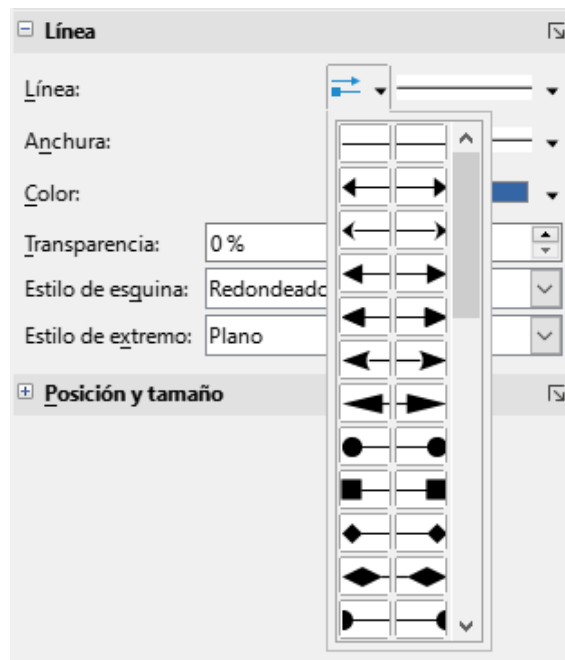 Línea
Línea:
Anchura:
Color:
Transparencia: 0 %
Estilo de esquina: Redondeado
Estilo de extremo: Plano
Posición y tamaño